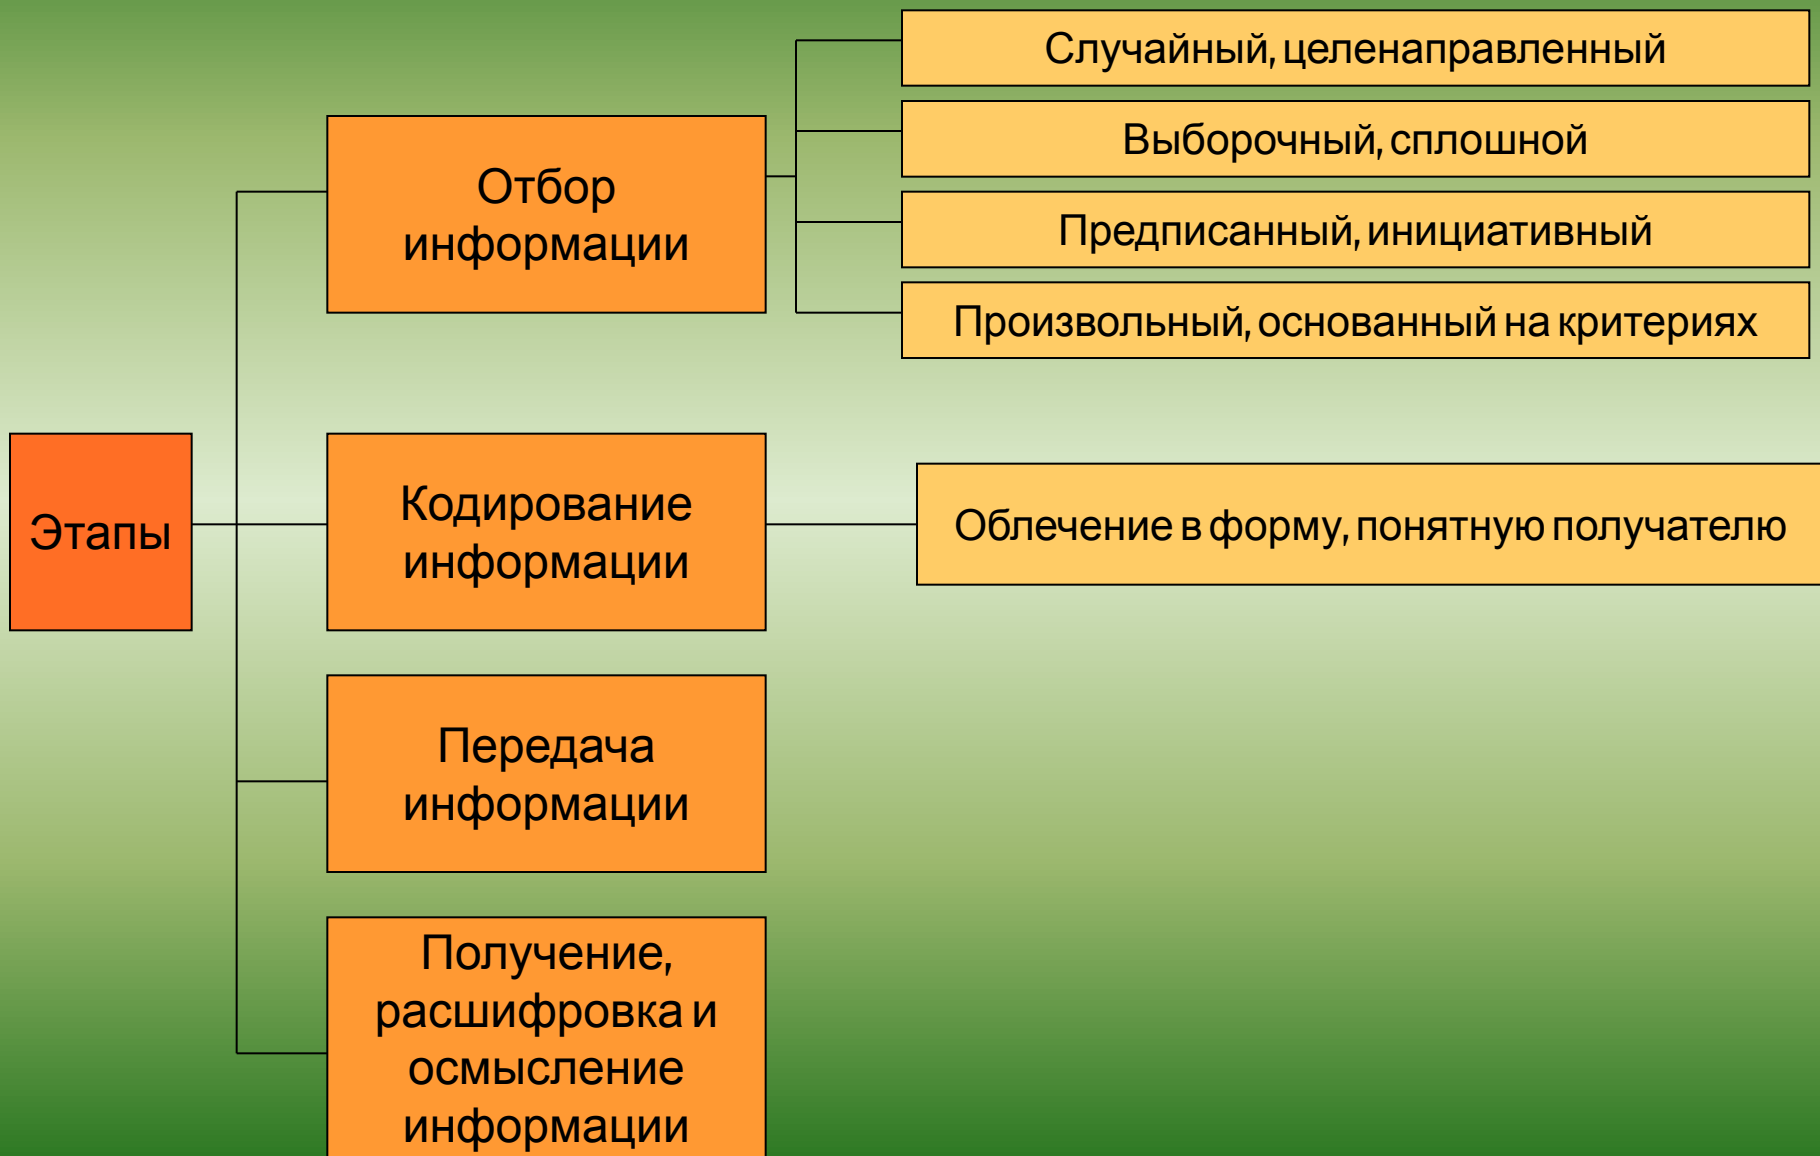 Этапы
Отбор
информации
Случайный, целенаправленный
Выборочный, сплошной
Предписанный, инициативный
Произвольный, основанный на критериях
Кодирование
информации
Облечение в форму, понятную получателю
Передача
информации
Получение,
расшифровка и
осмысление
информации